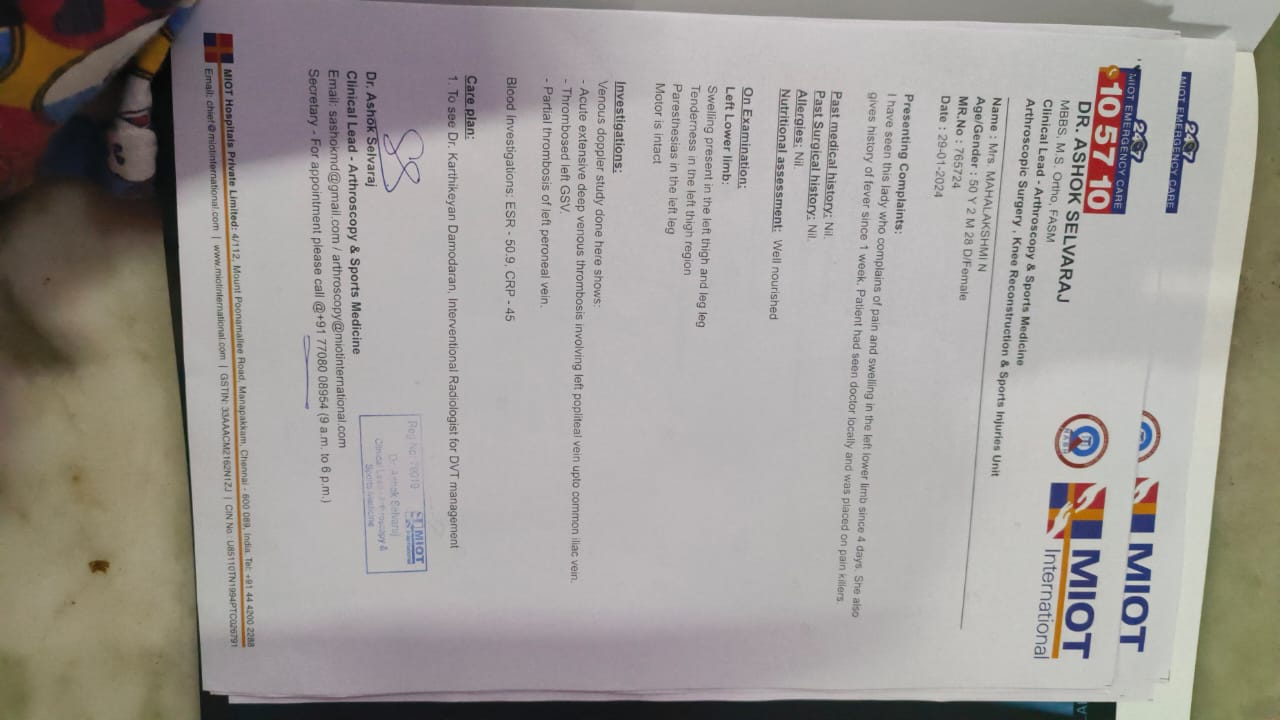 24 7
MIOT EMERGENCY CARE
MIOT
24 7
MIOT EMERGENCY CARE
10 57 10
NABH
MIOT
International
DR. ASHOK SELVARAJ
MBBS, M.S. Ortho, FASM
Clinical Lead - Arthroscopy & Sports Medicine
Arthroscopic Surgery , Knee Reconstruction & Sports Injuries Unit
Name : Mrs. MAHALAKSHMI N
Age/Gender : 50 Y 2 M 28 D/Female
MR.No : 765724
Date : 29-01-2024
Presenting Complaints:
I have seen this lady who complains of pain and swelling in the left lower limb since 4 days. She also
gives history of fever since 1 week. Patient had seen doctor locally and was placed on pain killers.
Past medical history: Nil.
Past Surgical history: Nil.
Allergies: Nil.
Nutritional assessment: Well nourished
On Examination:
Left Lower limb:
Swelling present in the left thigh and leg leg
Tenderness in the left thigh region
Paresthesias in the left leg
Motor is intact
Investigations:
Venous doppler study done here shows:
- Acute extensive deep venous thrombosis involving left popliteal vein upto common iliac vein.
- Thrombosed left GSV.
- Partial thrombosis of left peroneal vein.
Blood Investigations: ESR - 50.9, CRP - 45
Care plan:
1. To see Dr. Karthikeyan Damodaran, Interventional Radiologist for DVT management
MIOT
Reg No: 76019
Dr. Ashok Selvaraj
Clinical Lead - Arthroscopy &
Sports Medicine
Dr. Ashok Selvaraj
Clinical Lead - Arthroscopy & Sports Medicine
Email: sashokmd@gmail.com / arthroscopy@miotinternational.com
Secretary - For appointment please call @+91 77080 08954 (9 a.m. to 6 p.m.)
MIOT Hospitals Private Limited: 4/112, Mount Poonamallee Road, Manapakkam, Chennai - 600 089, India. Tel: +91 44 4200 2288
Email: chief@miotinternational.com | www.miotinternational.com | GSTIN: 33AAACM2162N1ZJ | CIN No.: U85110TN1994PTC026791